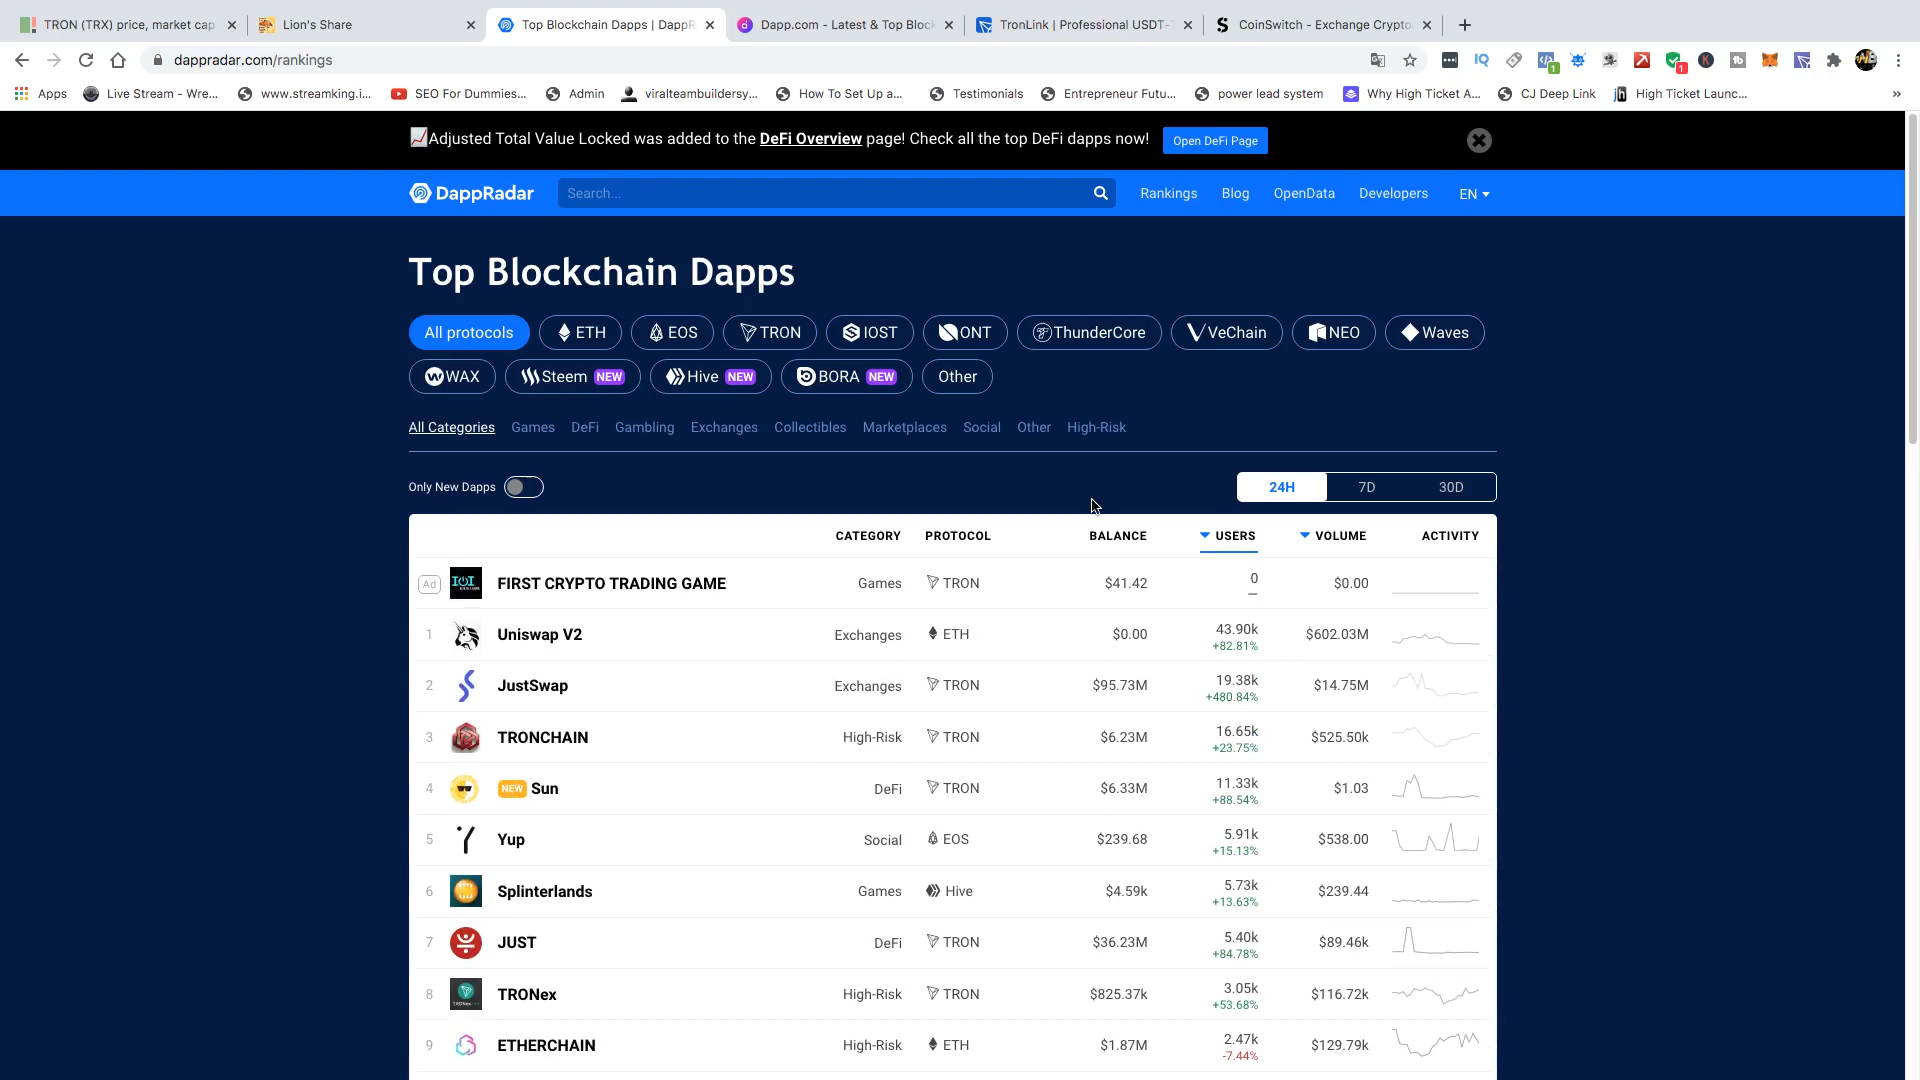 TRON (TRX) price, market cap
Lion's Share
Top Blockchain Dapps | DappR
Dapp.com - Latest & Top Block
TronLink | Professional USDT-T
CoinSwitch - Exchange Crypto
dappradar.com/rankings
Apps
Live Stream - Wre...
www.streamking.i...
SEO For Dummies...
Admin
viralteambuildersy...
How To Set Up a...
Testimonials
Entrepreneur Futu...
power lead system
Why High Ticket A...
CJ Deep Link
High Ticket Launc...
Adjusted Total Value Locked was added to the DeFi Overview page! Check all the top DeFi dapps now!
Open DeFi Page
DappRadar
Search...
Rankings
Blog
OpenData
Developers
EN
Top Blockchain Dapps
All protocols
ETH
EOS
TRON
IOST
ONT
ThunderCore
VeChain
NEO
Waves
WAX
Steem NEW
Hive NEW
BORA NEW
Other
All Categories
Games
DeFi
Gambling
Exchanges
Collectibles
Marketplaces
Social
Other
High-Risk
Only New Dapps
24H
7D
30D
CATEGORY PROTOCOL BALANCE USERS VOLUME ACTIVITY
Ad FIRST CRYPTO TRADING GAME Games TRON $41.42 0 $0.00
1 Uniswap V2 Exchanges ETH $0.00 43.90k $602.03M
+82.81%
2 JustSwap Exchanges TRON $95.73M 19.38k $14.75M
+480.84%
3 TRONCHAIN High-Risk TRON $6.23M 16.65k $525.50k
+23.75%
4 NEW Sun DeFi TRON $6.33M 11.33k $1.03
+88.54%
5 Yup Social EOS $239.68 5.91k $538.00
+15.13%
6 Splinterlands Games Hive $4.59k 5.73k $239.44
+13.63%
7 JUST DeFi TRON $36.23M 5.40k $89.46k
+84.78%
8 TRONex High-Risk TRON $825.37k 3.05k $116.72k
+53.68%
9 ETHERCHAIN High-Risk ETH $1.87M 2.47k $129.79k
-7.44%